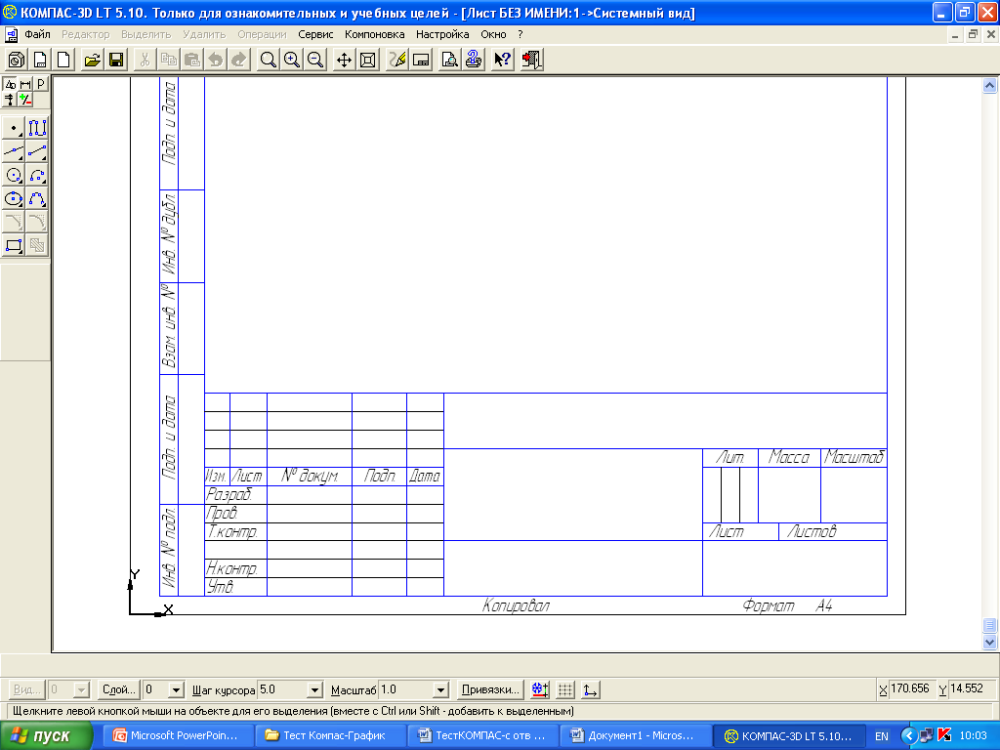 КОМПАС-3D LT 5.10. Только для ознакомительных и учебных целей - [Лист БЕЗ ИМЕНИ:1->Системный вид]
Файл Редактор Выделить Удалить Операции Сервис Компоновка Настройка Окно ?
P
Подп. и дата
Инв. № дубл.
Взам. инв. №
Подп. и дата
Инв. № подл.
Лит. Масса Масштаб
Изм. Лист № докум. Подп. Дата
Разраб.
Пров.
Т.контр. Лист Листов
Н.контр.
Утв.
Y
X
Копировал Формат A4
Вид... 0 Слой... 0 Шаг курсора 5.0 Масштаб 1.0 Привязки... X 170.656 Y 14.552
Щелкните левой кнопкой мыши на объекте для его выделения (вместе с Ctrl или Shift - добавить к выделенным)
пуск Microsoft PowerPoin... Тест Компас-График ТестКОМПАС-с отв ... Документ1 - Micros... КОМПАС-3D LT 5.10... EN 10:03